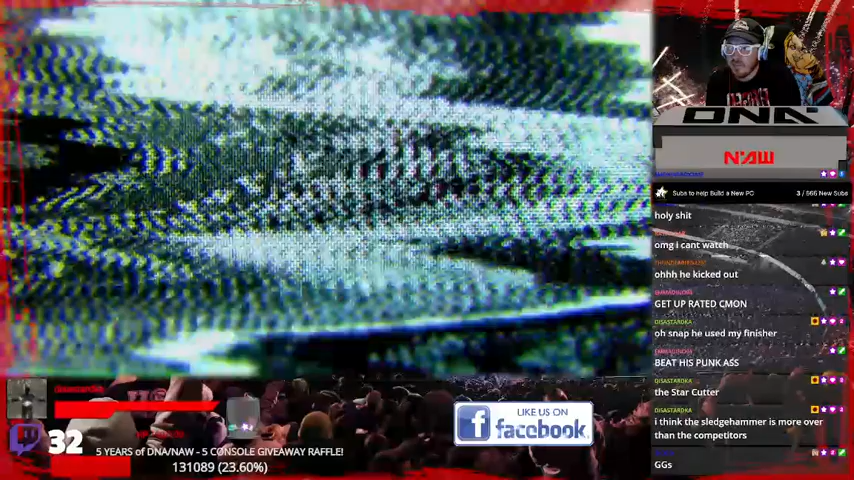 DNA
NAW
Subs to help Build a New PC
3 / 566 New Subs
holy shit
omg i cant watch
ohhh he kicked out
GET UP RATED CMON
DISASTAROKA
oh snap he used my finisher
BEAT HIS PUNK ASS
DISASTAROKA
the Star Cutter
DISASTAROKA
i think the sledgehammer is more over
than the competitors
GGs
LIKE US ON
facebook
32
5 YEARS of DNA/NAW - 5 CONSOLE GIVEAWAY RAFFLE!
131089 (23.60%)